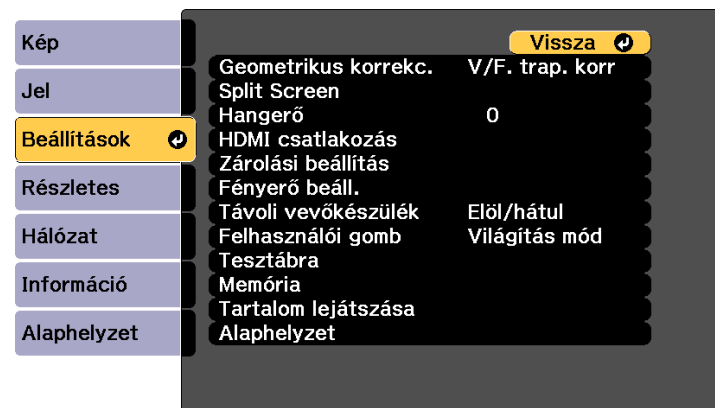 Kép
Jel
Beállítások
Részletes
Hálózat
Információ
Alaphelyzet
Vissza
Geometrikus korrekc. V/F. trap. korr
Split Screen
Hangerő 0
HDMI csatlakozás
Zárolási beállítás
Fényerő beáll.
Távoli vevőkészülék Elöl/hátul
Felhasználói gomb Világítás mód
Tesztábra
Memória
Tartalom lejátszása
Alaphelyzet